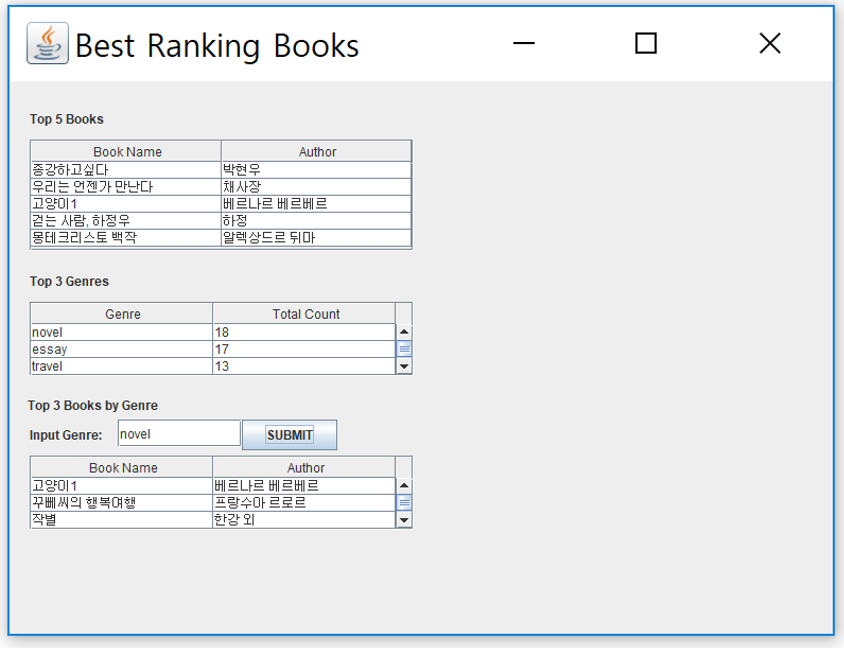 Best Ranking Books
Top 5 Books
Book Name Author
종강하고싶다 박현우
우리는 언젠가 만난다 채사장
고양이1 베르나르 베르베르
걷는 사람, 하정우 하정
몽테크리스토 백작 알렉상드르 뒤마
Top 3 Genres
Genre Total Count
novel 18
essay 17
travel 13
Top 3 Books by Genre
Input Genre: novel SUBMIT
Book Name Author
고양이1 베르나르 베르베르
꾸뻬씨의 행복여행 프랑수아 르로르
작별 한강 외